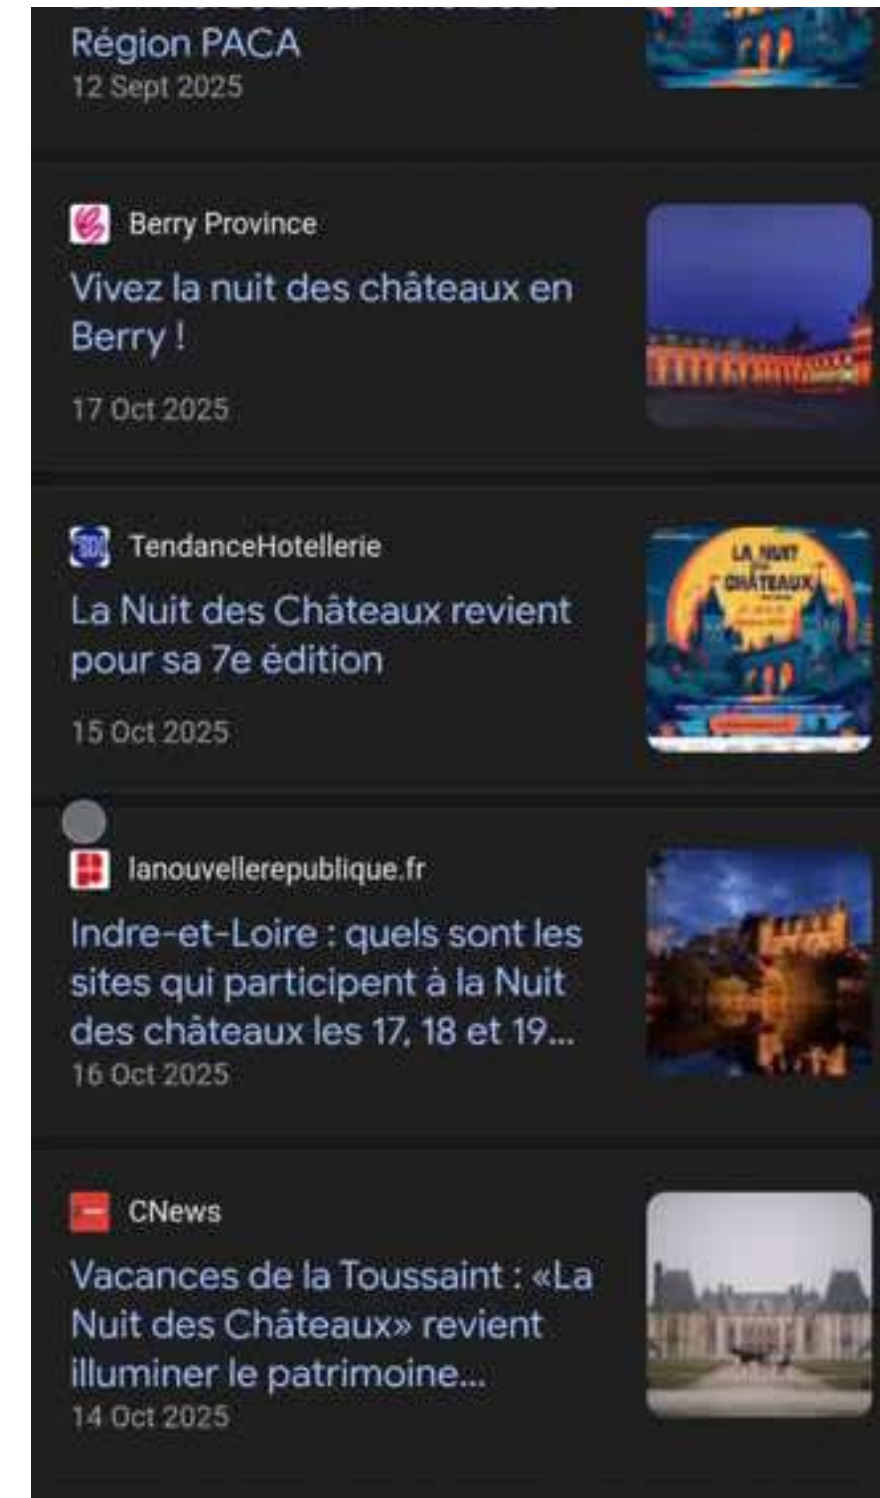 Région PACA
12 Sept 2025
Berry Province
Vivez la nuit des châteaux en
Berry !
17 Oct 2025
TendanceHotellerie
La Nuit des Châteaux revient
pour sa 7e édition
15 Oct 2025
LA NUIT
CHÂTEAUX
lanouvellerepublique.fr
Indre-et-Loire : quels sont les
sites qui participent à la Nuit
des châteaux les 17, 18 et 19...
16 Oct 2025
CNews
Vacances de la Toussaint : «La
Nuit des Châteaux» revient
illuminer le patrimoine...
14 Oct 2025